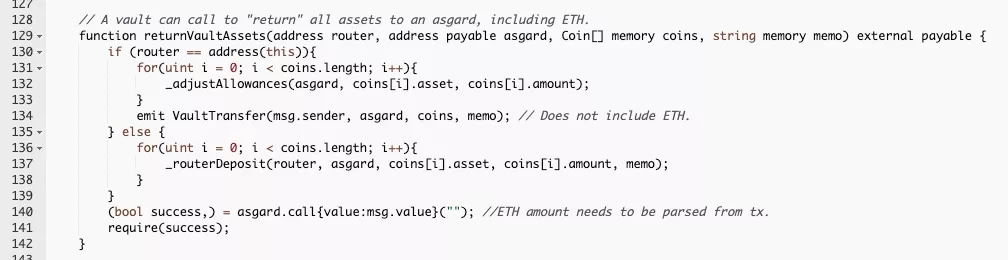 127
128 // A vault can call to "return" all assets to an asgard, including ETH.
129 function returnVaultAssets(address router, address payable asgard, Coin[] memory coins, string memory memo) external payable {
130 if (router == address(this)){
131 for(uint i = 0; i < coins.length; i++){
132 _adjustAllowances(asgard, coins[i].asset, coins[i].amount);
133 }
134 emit VaultTransfer(msg.sender, asgard, coins, memo); // Does not include ETH.
135 } else {
136 for(uint i = 0; i < coins.length; i++){
137 _routerDeposit(router, asgard, coins[i].asset, coins[i].amount, memo);
138 }
139 }
140 (bool success,) = asgard.call{value:msg.value}(""); //ETH amount needs to be parsed from tx.
141 require(success);
142 }
143